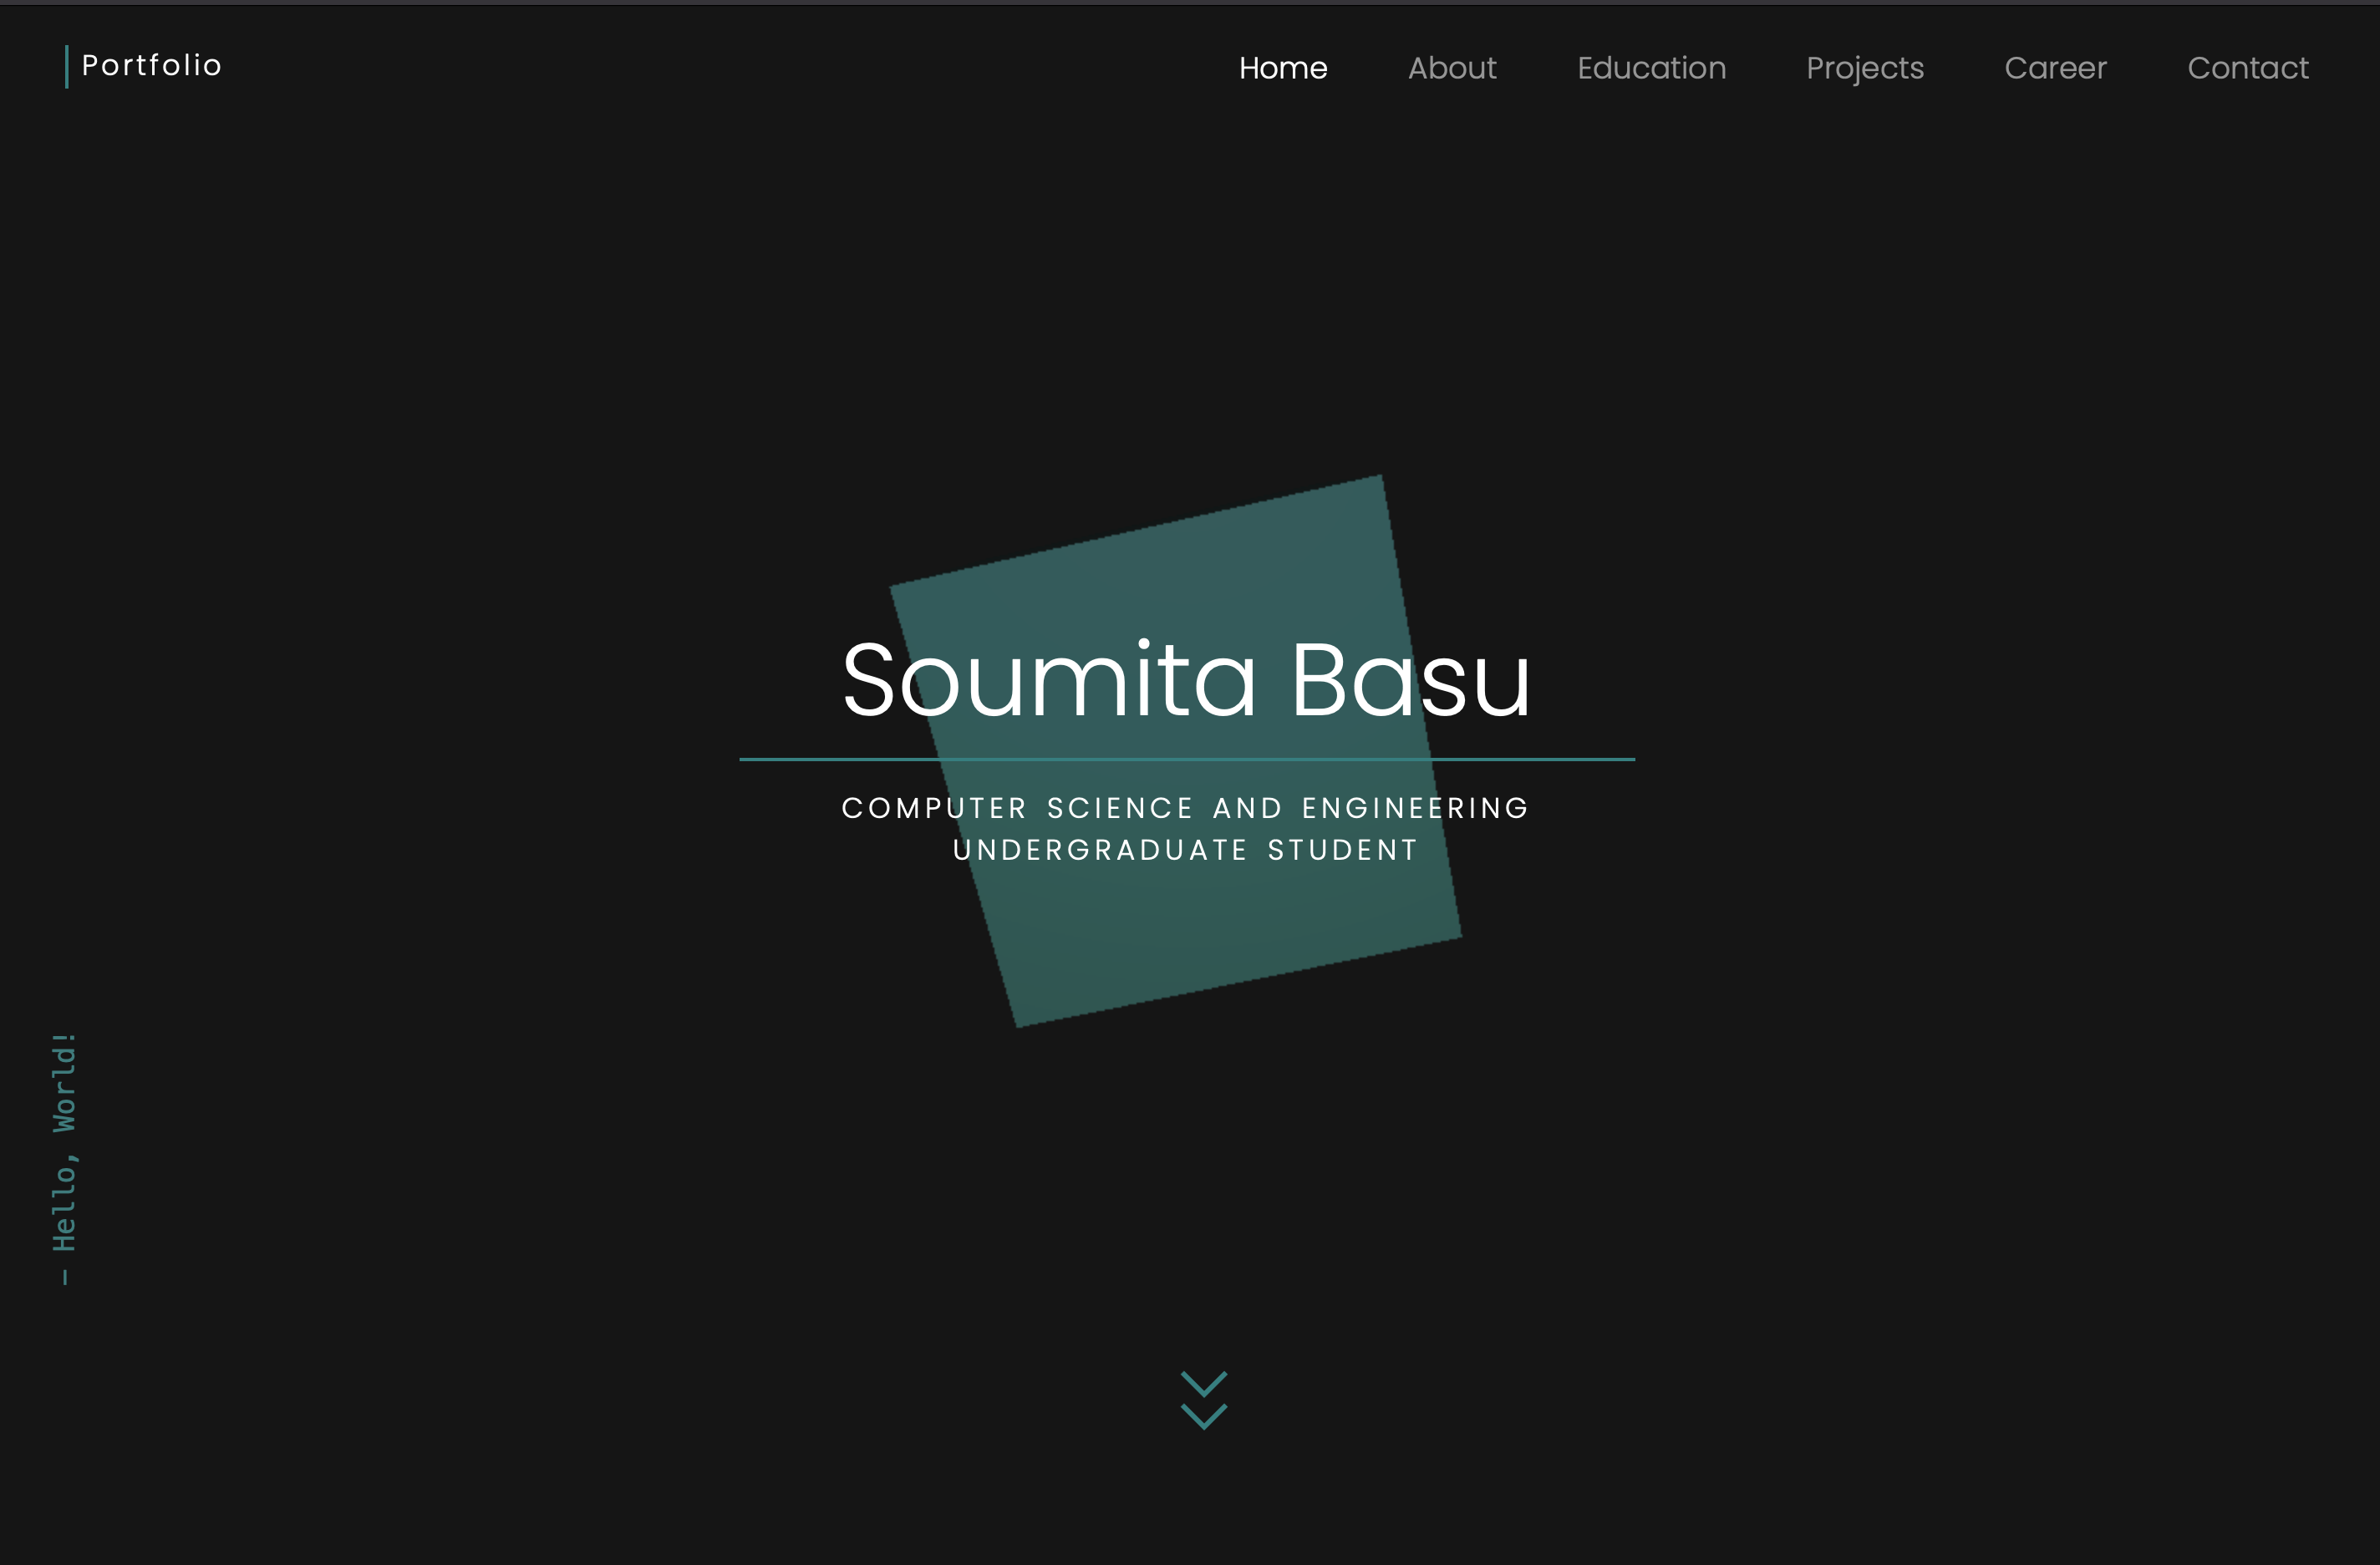 Portfolio
Home About Education Projects Career Contact
Soumita Basu
COMPUTER SCIENCE AND ENGINEERING
UNDERGRADUATE STUDENT
– Hello, World!